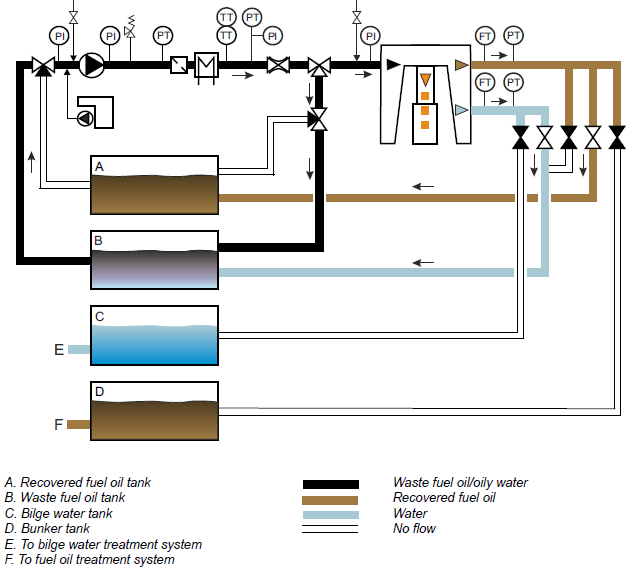 TT PT
PI PI PT TT PI PI FT PT
FT PT
A
B
C
E
D
F
A. Recovered fuel oil tank
B. Waste fuel oil tank
C. Bilge water tank
D. Bunker tank
E. To bilge water treatment system
F. To fuel oil treatment system
Waste fuel oil/oily water
Recovered fuel oil
Water
No flow